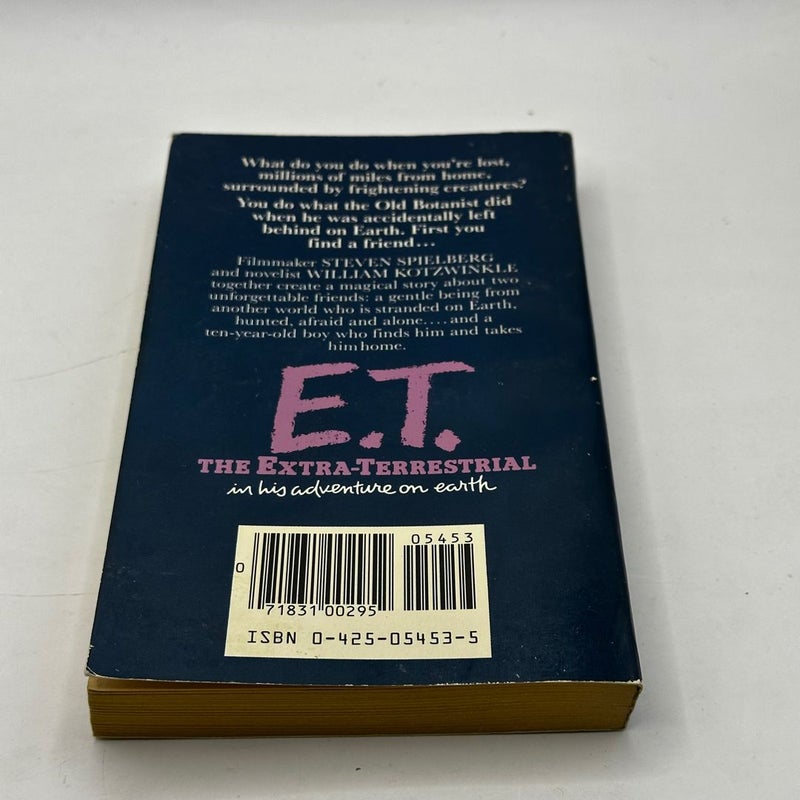 What do you do when you're lost,
millions of miles from home,
surrounded by frightening creatures?
You do what the Old Botanist did
when he was accidentally left
behind on Earth. First you
find a friend...
Filmmaker STEVEN SPIELBERG
and novelist WILLIAM KOTZWINKLE
together create a magical story about two
unforgettable friends: a gentle being from
another world who is stranded on Earth,
hunted, afraid and alone....and a
ten-year-old boy who finds him and takes
him home.
E.T.
THE EXTRA-TERRESTRIAL
in his adventure on earth
05453
0
71831 00295
ISBN 0-425-05453-5